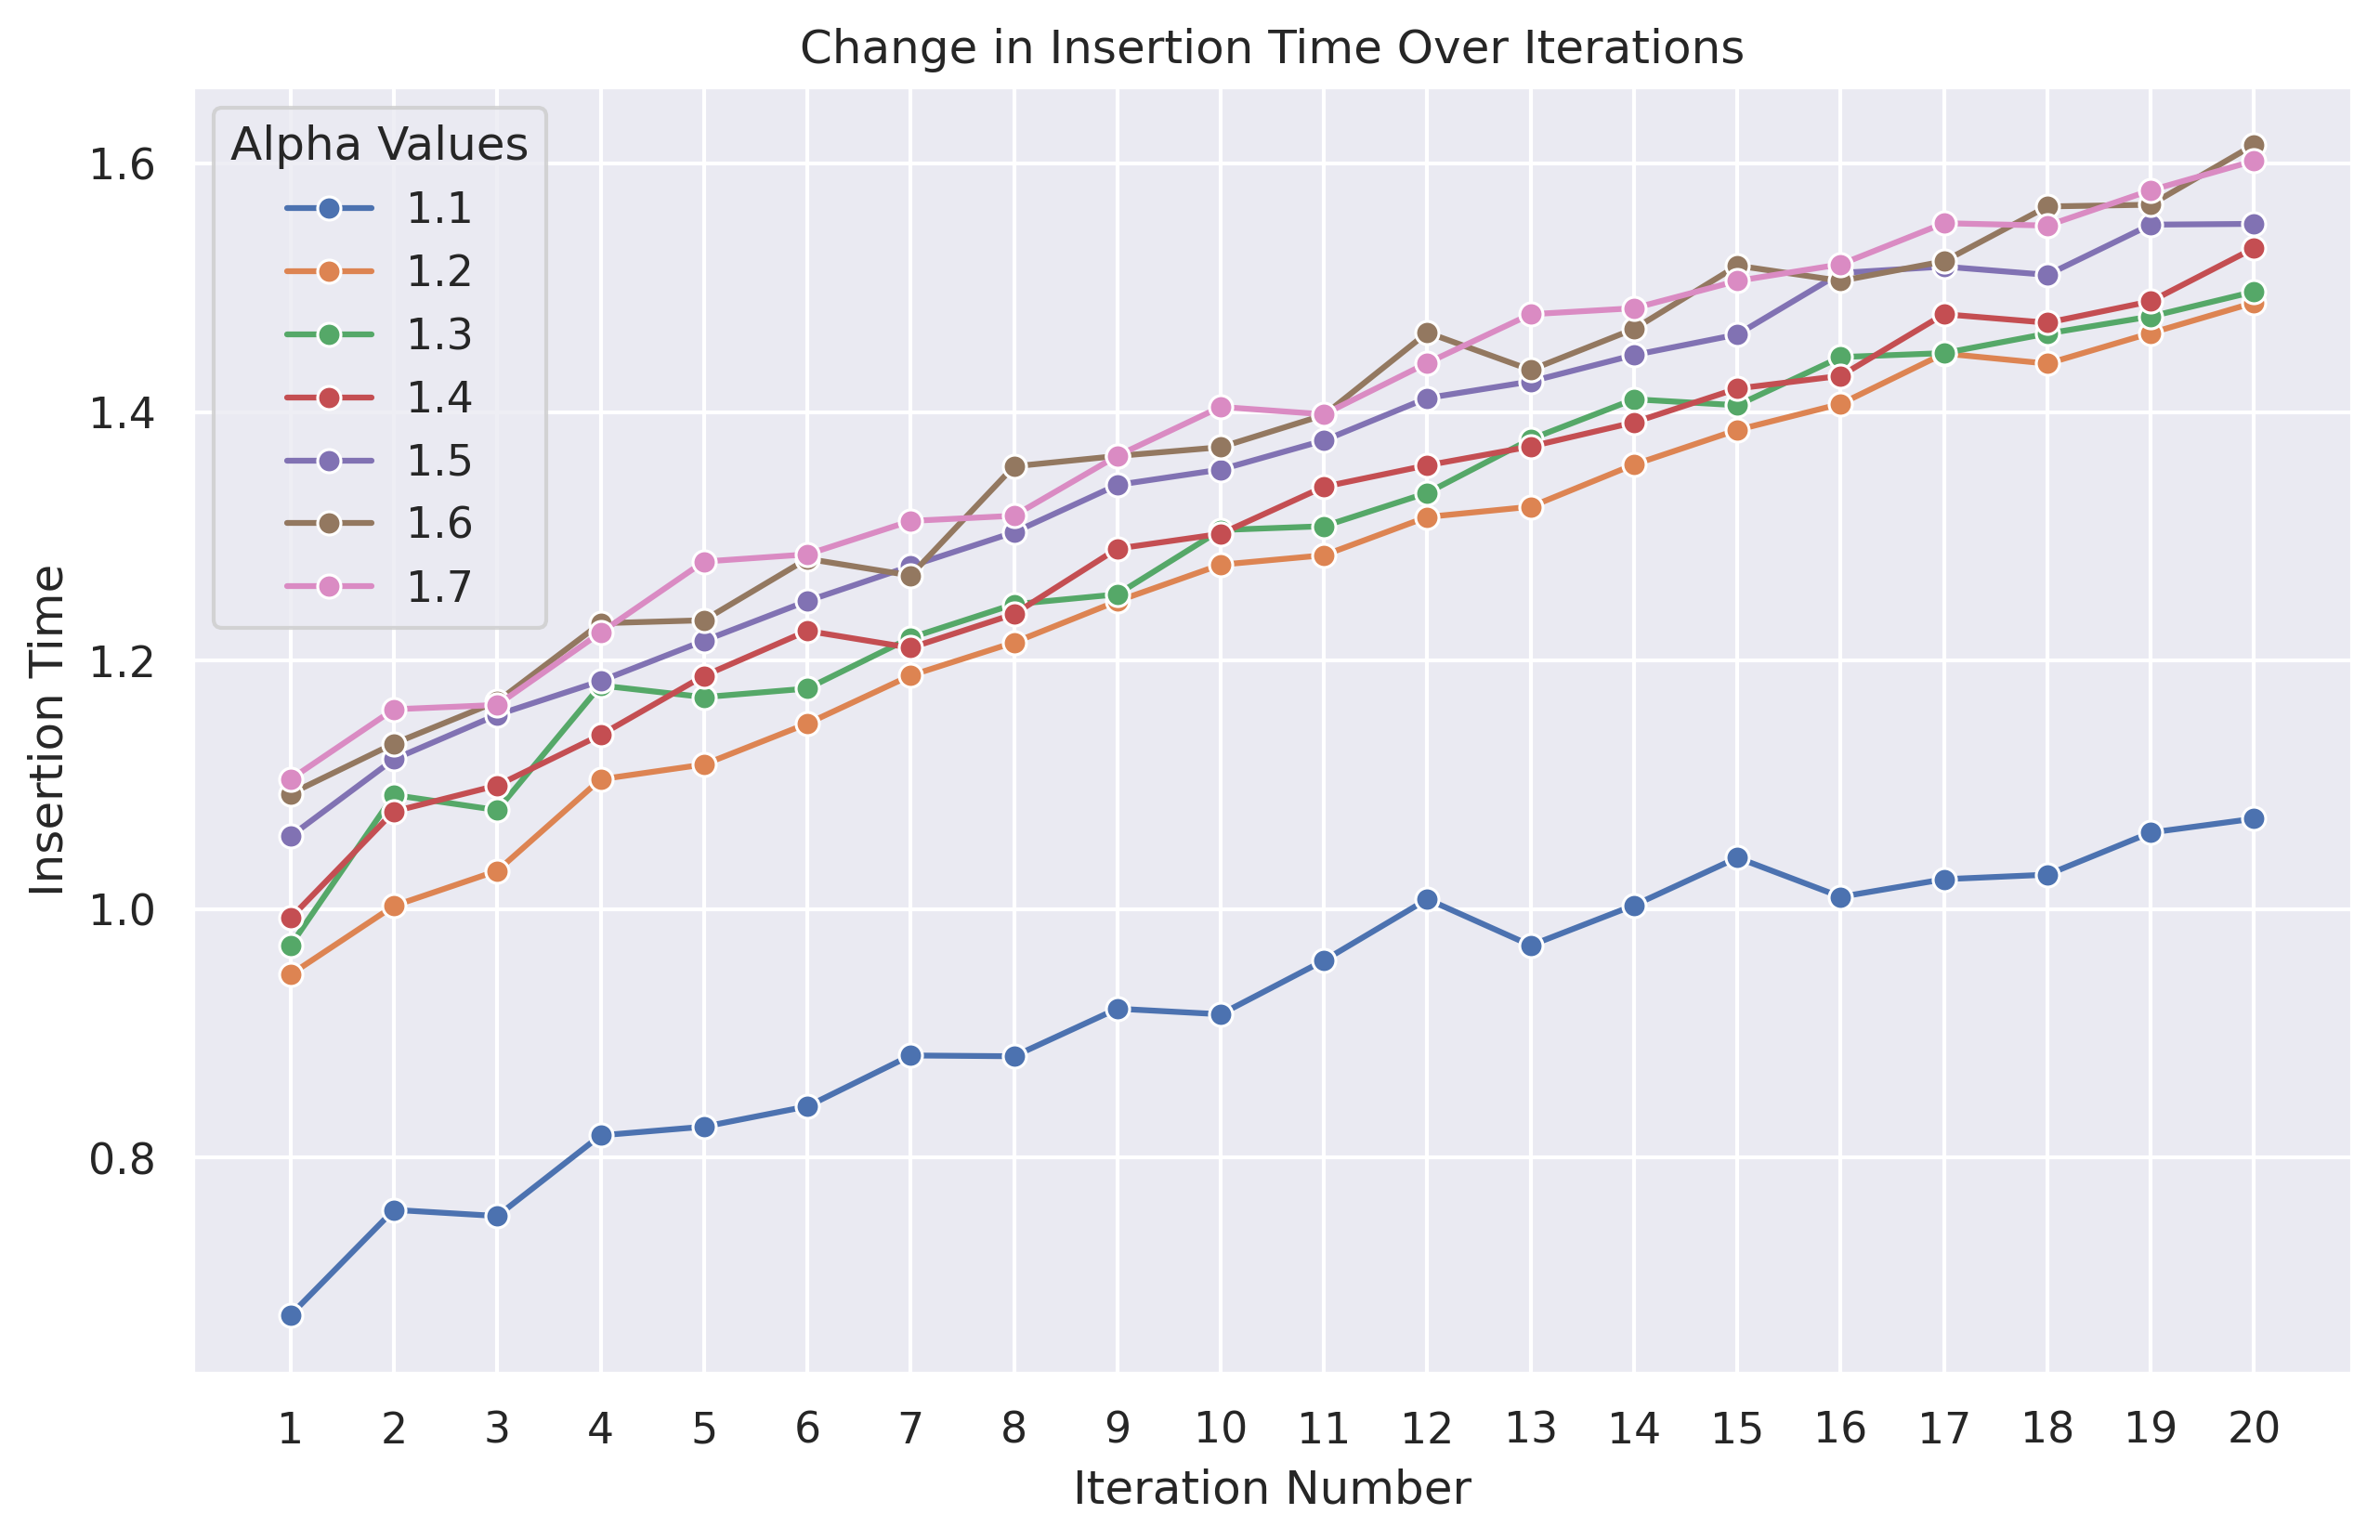 Change in Insertion Time Over Iterations
Alpha Values
1.1
1.2
1.3
1.4
1.5
1.6
1.7
Insertion Time
1.6
1.4
1.2
1.0
0.8
1 2 3 4 5 6 7 8 9 10 11 12 13 14 15 16 17 18 19 20
Iteration Number